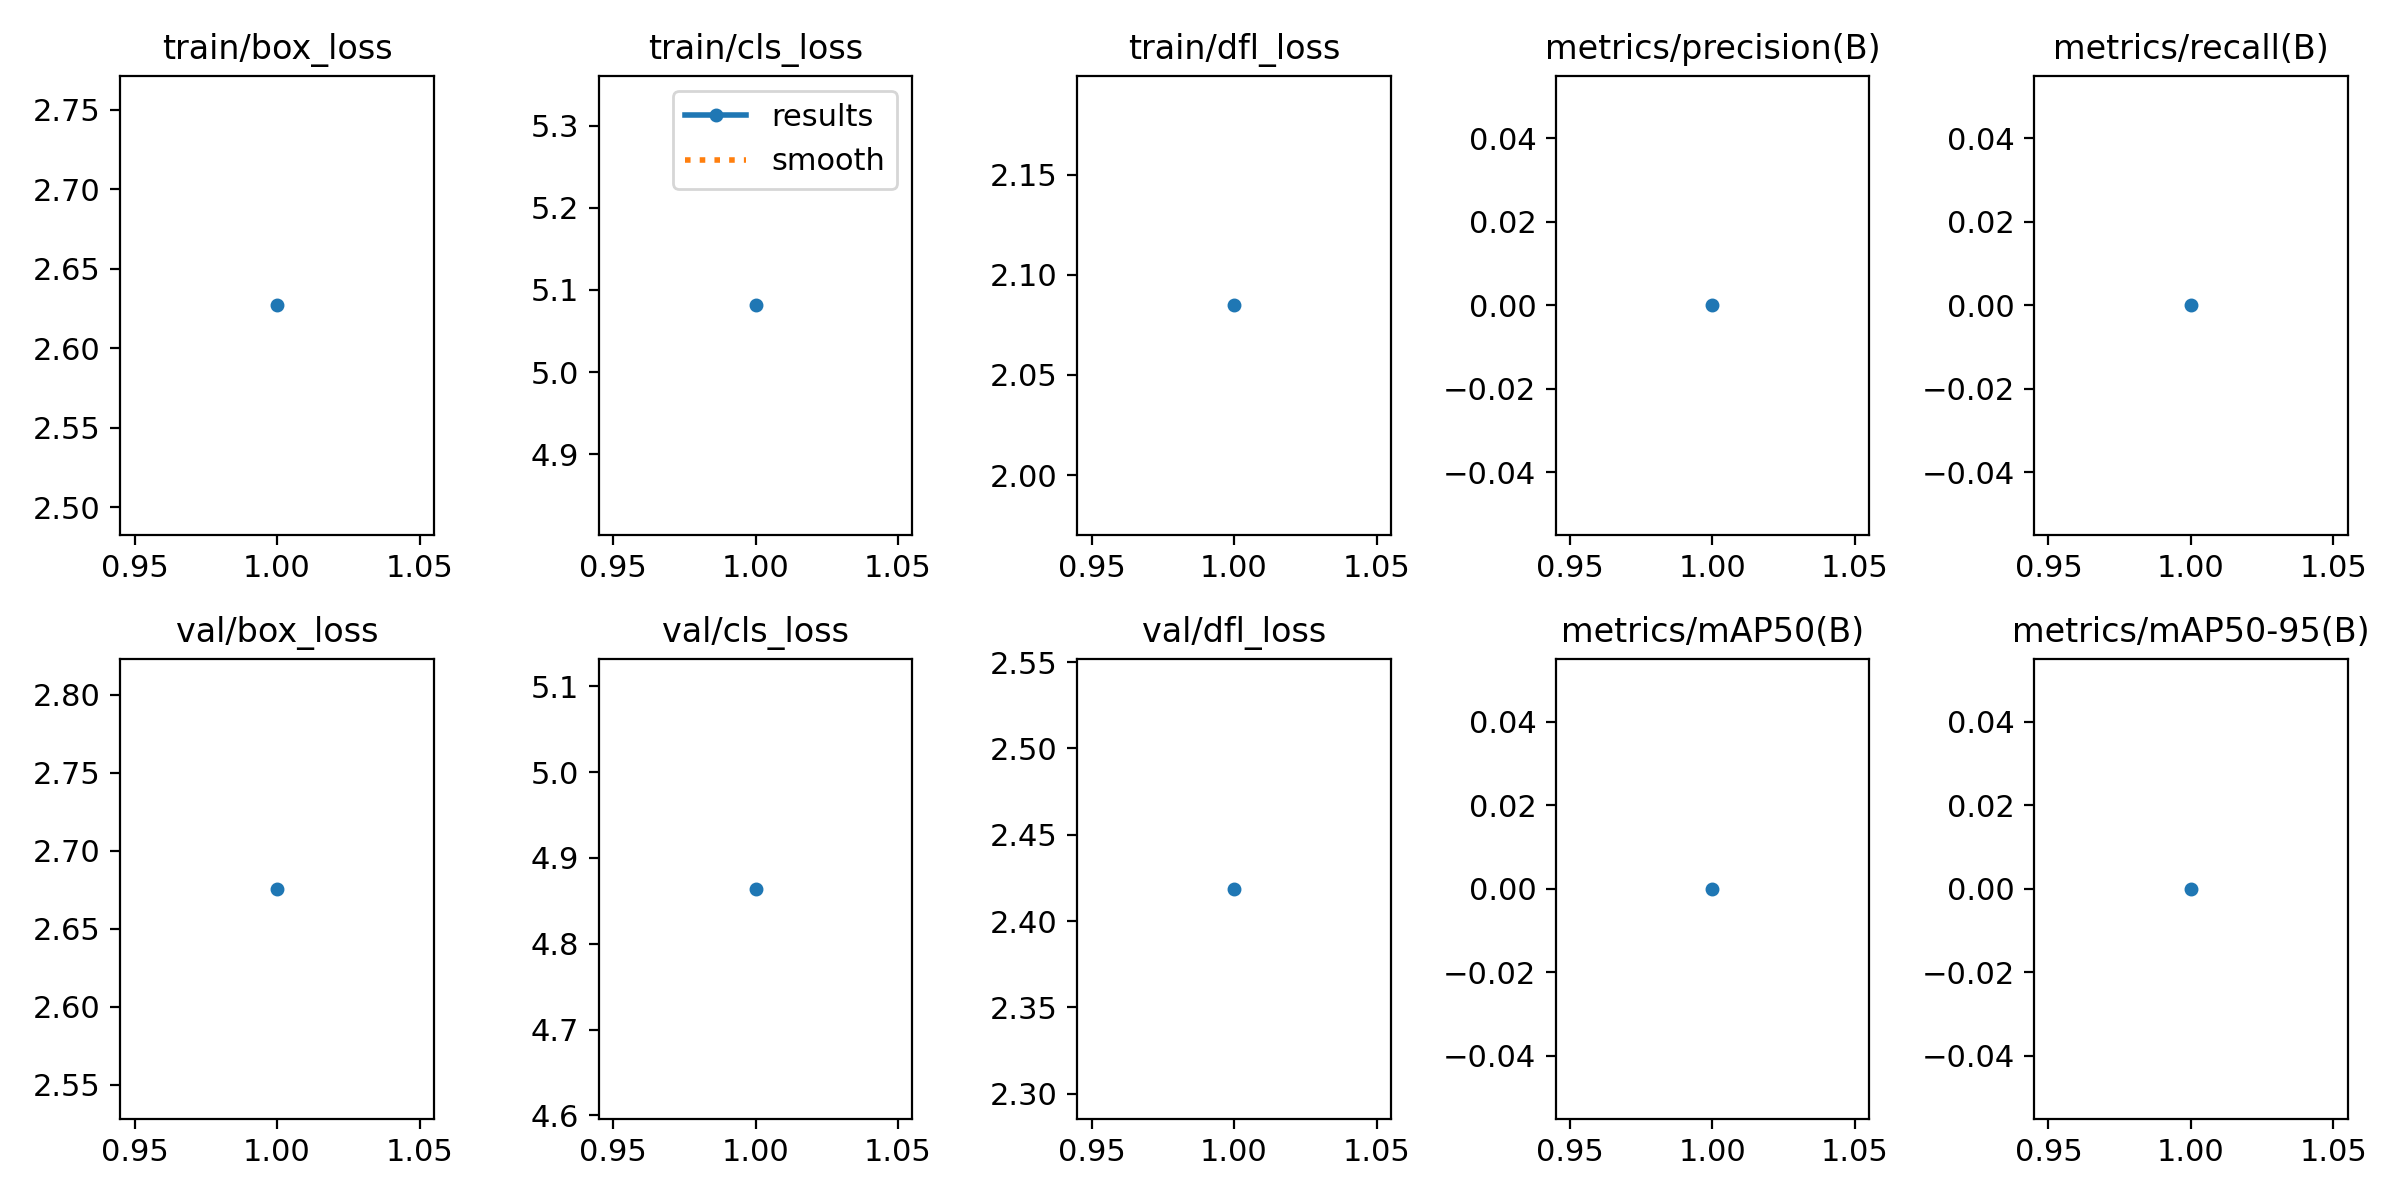 train/box_loss
train/cls_loss
train/dfl_loss
metrics/precision(B)
metrics/recall(B)
2.75
2.70
2.65
2.60
2.55
2.50
0.95 1.00 1.05
results
smooth
5.3
5.2
5.1
5.0
4.9
0.95 1.00 1.05
2.15
2.10
2.05
2.00
0.95 1.00 1.05
0.04
0.02
0.00
−0.02
−0.04
0.95 1.00 1.05
0.04
0.02
0.00
−0.02
−0.04
0.95 1.00 1.05
val/box_loss
val/cls_loss
val/dfl_loss
metrics/mAP50(B)
metrics/mAP50-95(B)
2.80
2.75
2.70
2.65
2.60
2.55
0.95 1.00 1.05
5.1
5.0
4.9
4.8
4.7
4.6
0.95 1.00 1.05
2.55
2.50
2.45
2.40
2.35
2.30
0.95 1.00 1.05
0.04
0.02
0.00
−0.02
−0.04
0.95 1.00 1.05
0.04
0.02
0.00
−0.02
−0.04
0.95 1.00 1.05